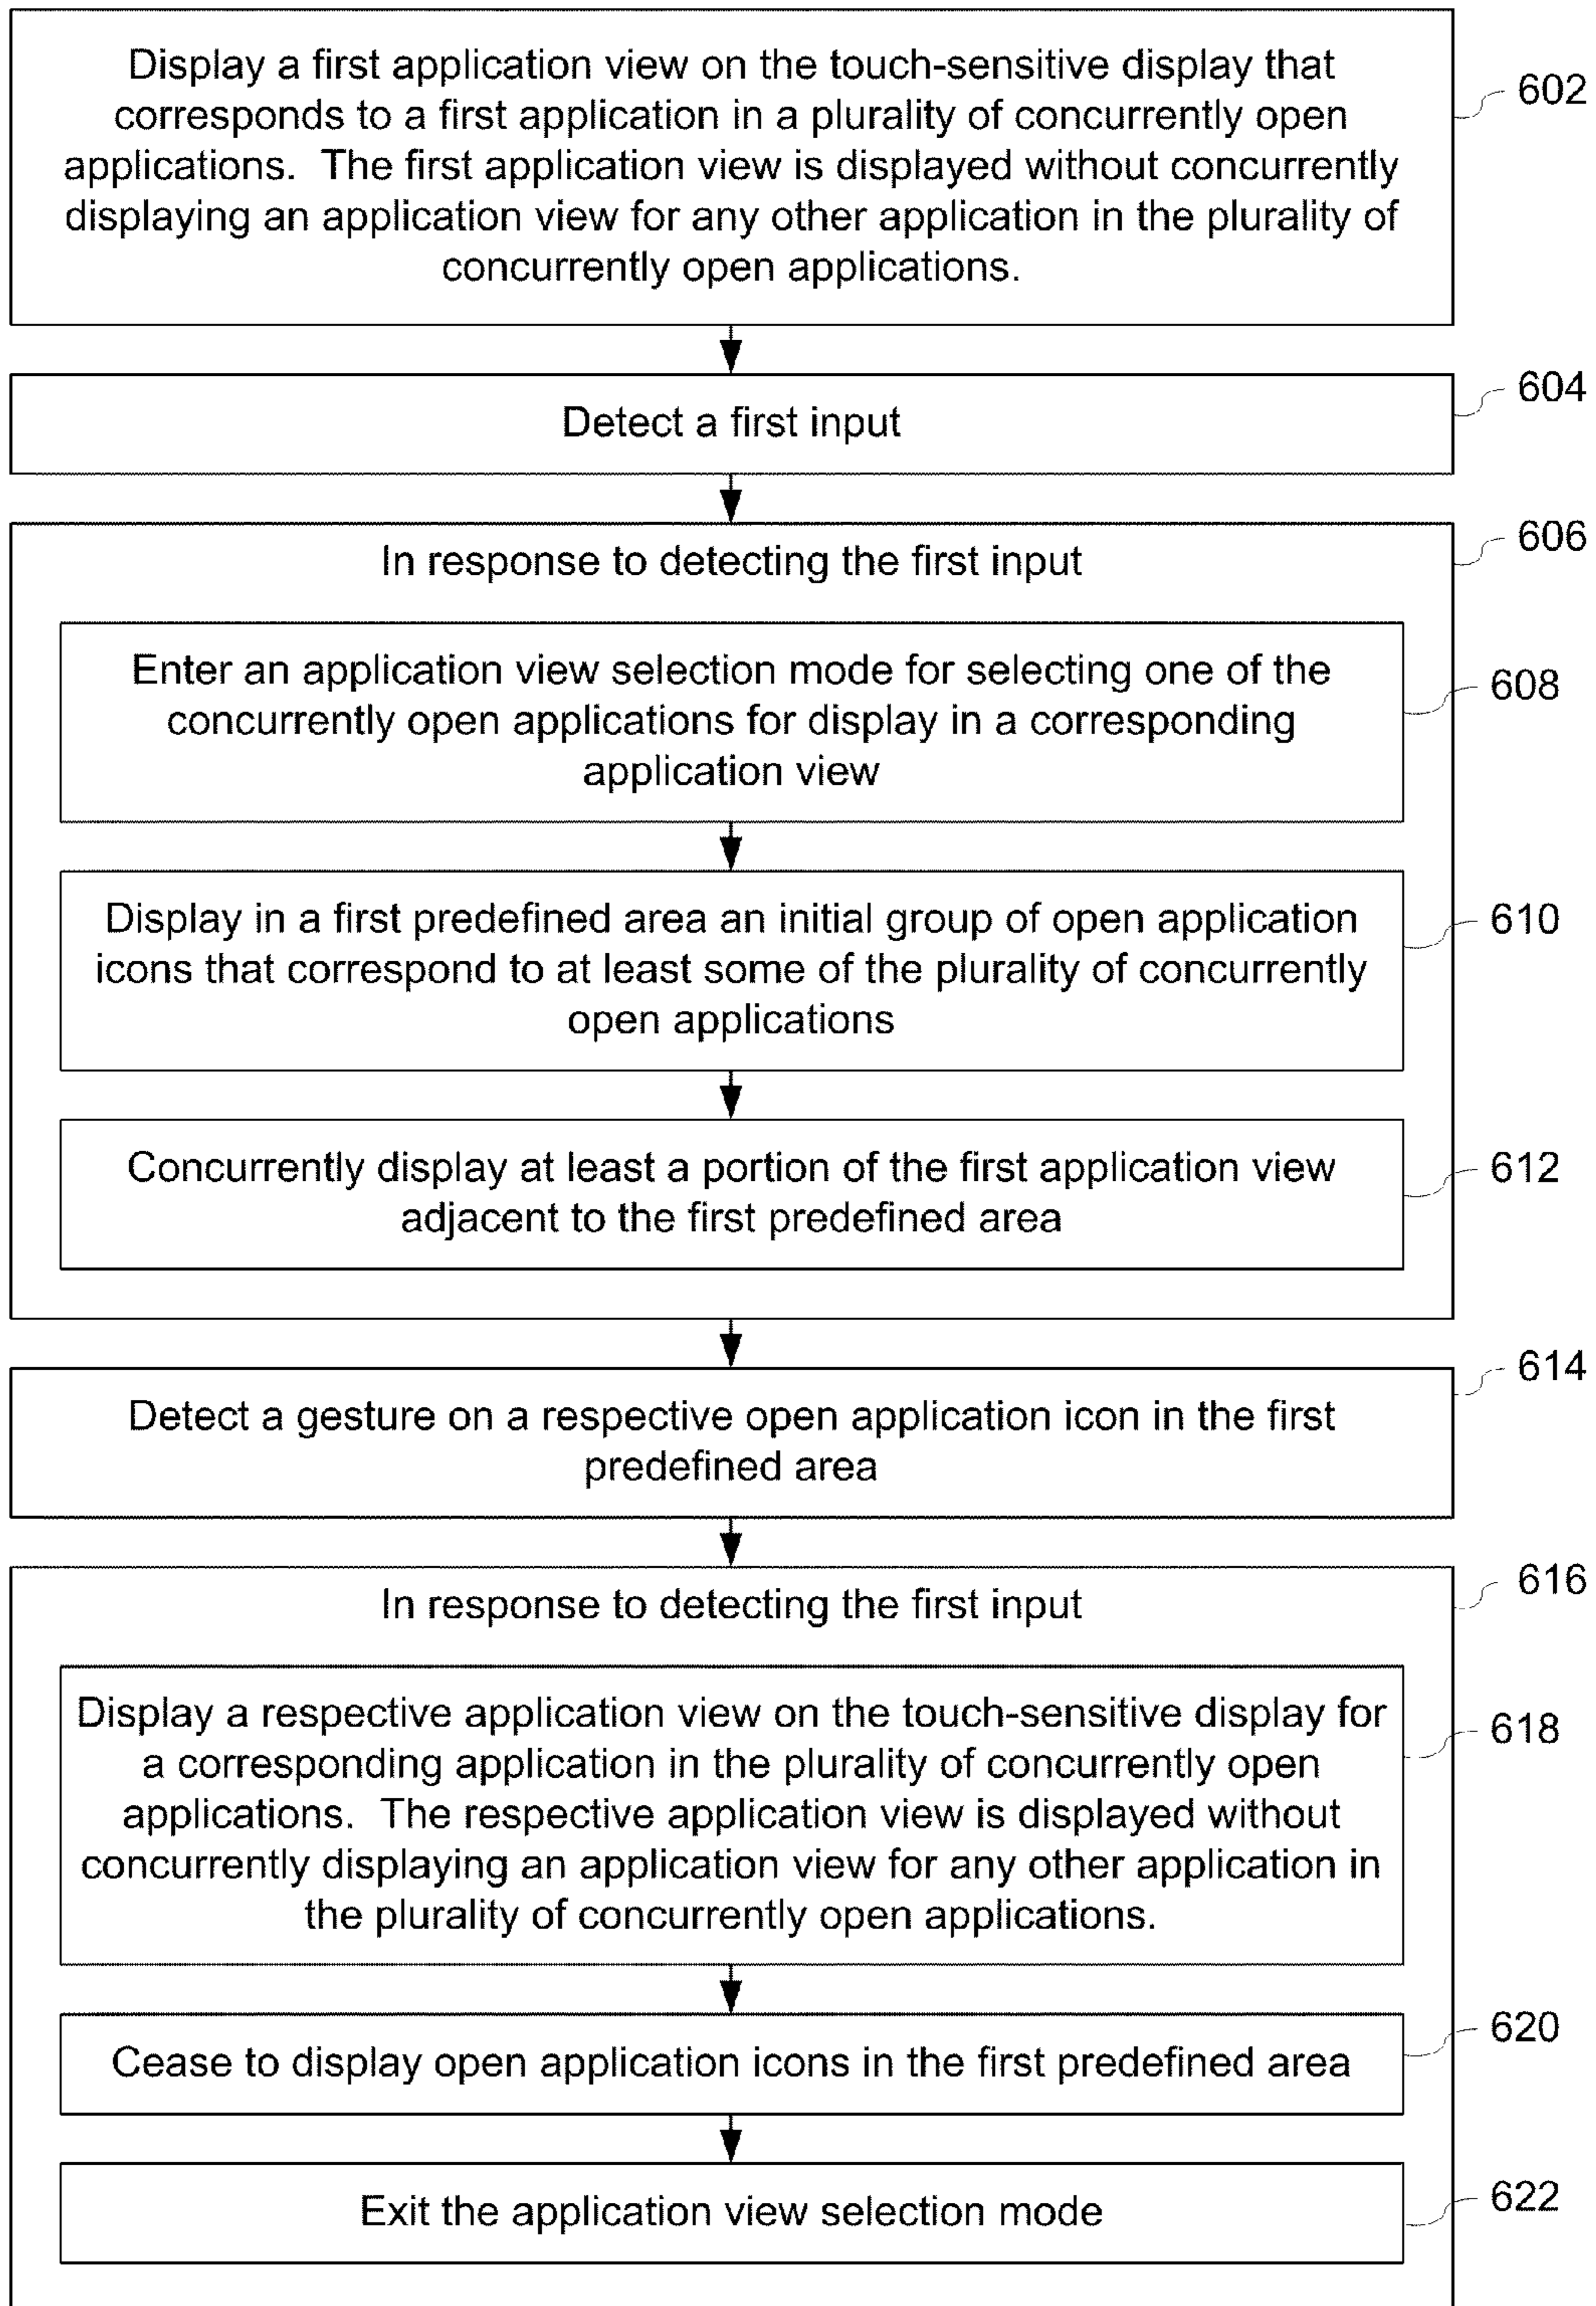 Display a first application view on the touch-sensitive display that
corresponds to a first application in a plurality of concurrently open
applications.  The first application view is displayed without concurrently
displaying an application view for any other application in the plurality of
concurrently open applications.
602
Detect a first input
604
In response to detecting the first input
606
Enter an application view selection mode for selecting one of the
concurrently open applications for display in a corresponding
application view
608
Display in a first predefined area an initial group of open application
icons that correspond to at least some of the plurality of concurrently
open applications
610
Concurrently display at least a portion of the first application view
adjacent to the first predefined area
612
Detect a gesture on a respective open application icon in the first
predefined area
614
In response to detecting the first input
616
Display a respective application view on the touch-sensitive display for
a corresponding application in the plurality of concurrently open
applications.  The respective application view is displayed without
concurrently displaying an application view for any other application in
the plurality of concurrently open applications.
618
Cease to display open application icons in the first predefined area
620
Exit the application view selection mode
622